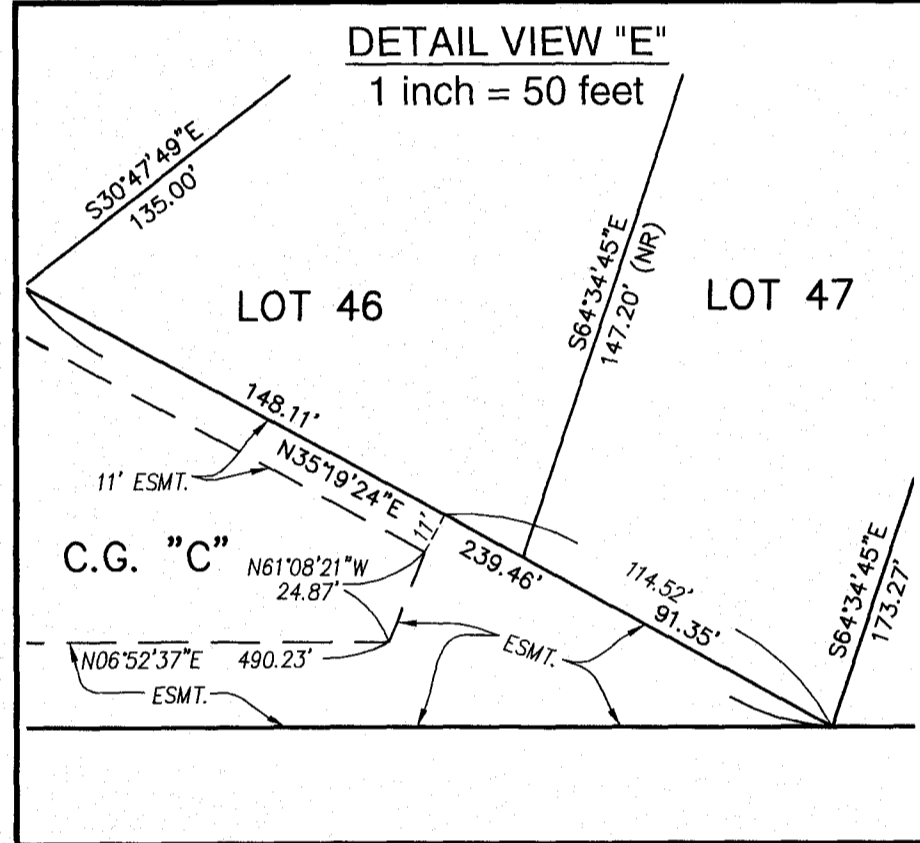 DETAIL VIEW "E"
1 inch = 50 feet
S30°47'49"E
135.00'
LOT 46
S64°34'45"E
147.20' (NR)
LOT 47
148.11'
N35°19'24"E
11' ESMT.
11'
239.46'
114.52'
91.35'
S64°34'45"E
173.27'
C.G. "C"
N61°08'21"W
24.87'
ESMT.
N06°52'37"E 490.23'
ESMT.